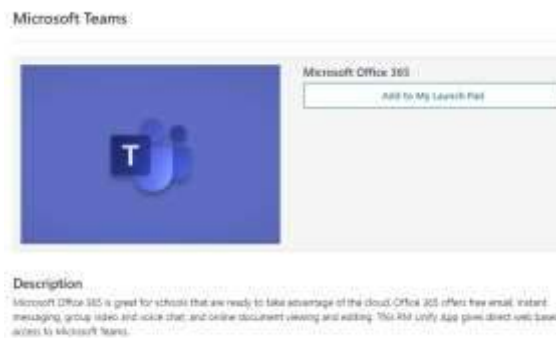 Microsoft Teams
Microsoft Office 365
Add to My Launch Pad
T
Description
Microsoft Office 365 is great for schools that are ready to take advantage of the cloud. Office 365 offers free email, instant
messaging, group video and voice chat, and online document viewing and editing. This RM Unify App gives direct web based
access to Microsoft Teams.